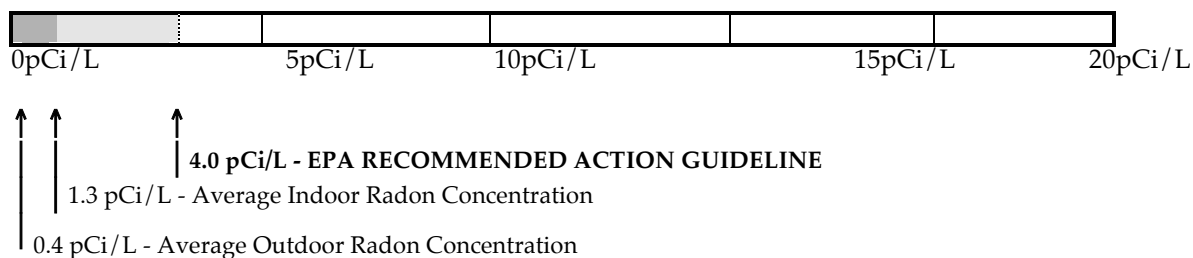 0pCi/L 5pCi/L 10pCi/L 15pCi/L 20pCi/L
4.0 pCi/L - EPA RECOMMENDED ACTION GUIDELINE
1.3 pCi/L - Average Indoor Radon Concentration
0.4 pCi/L - Average Outdoor Radon Concentration